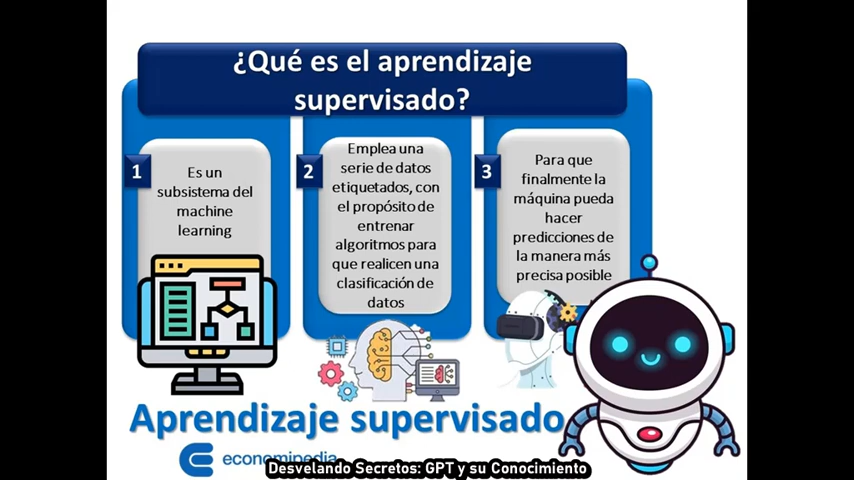 ¿Qué es el aprendizaje
supervisado?
1
Es un
subsistema del
machine
learning
2
Emplea una
serie de datos
etiquetados, con
el propósito de
entrenar
algoritmos para
que realicen una
clasificación de
datos
3
Para que
finalmente la
máquina pueda
hacer
predicciones de
la manera más
precisa posible
Aprendizaje supervisado
economipedia
Desvelando Secretos: GPT y su Conocimiento